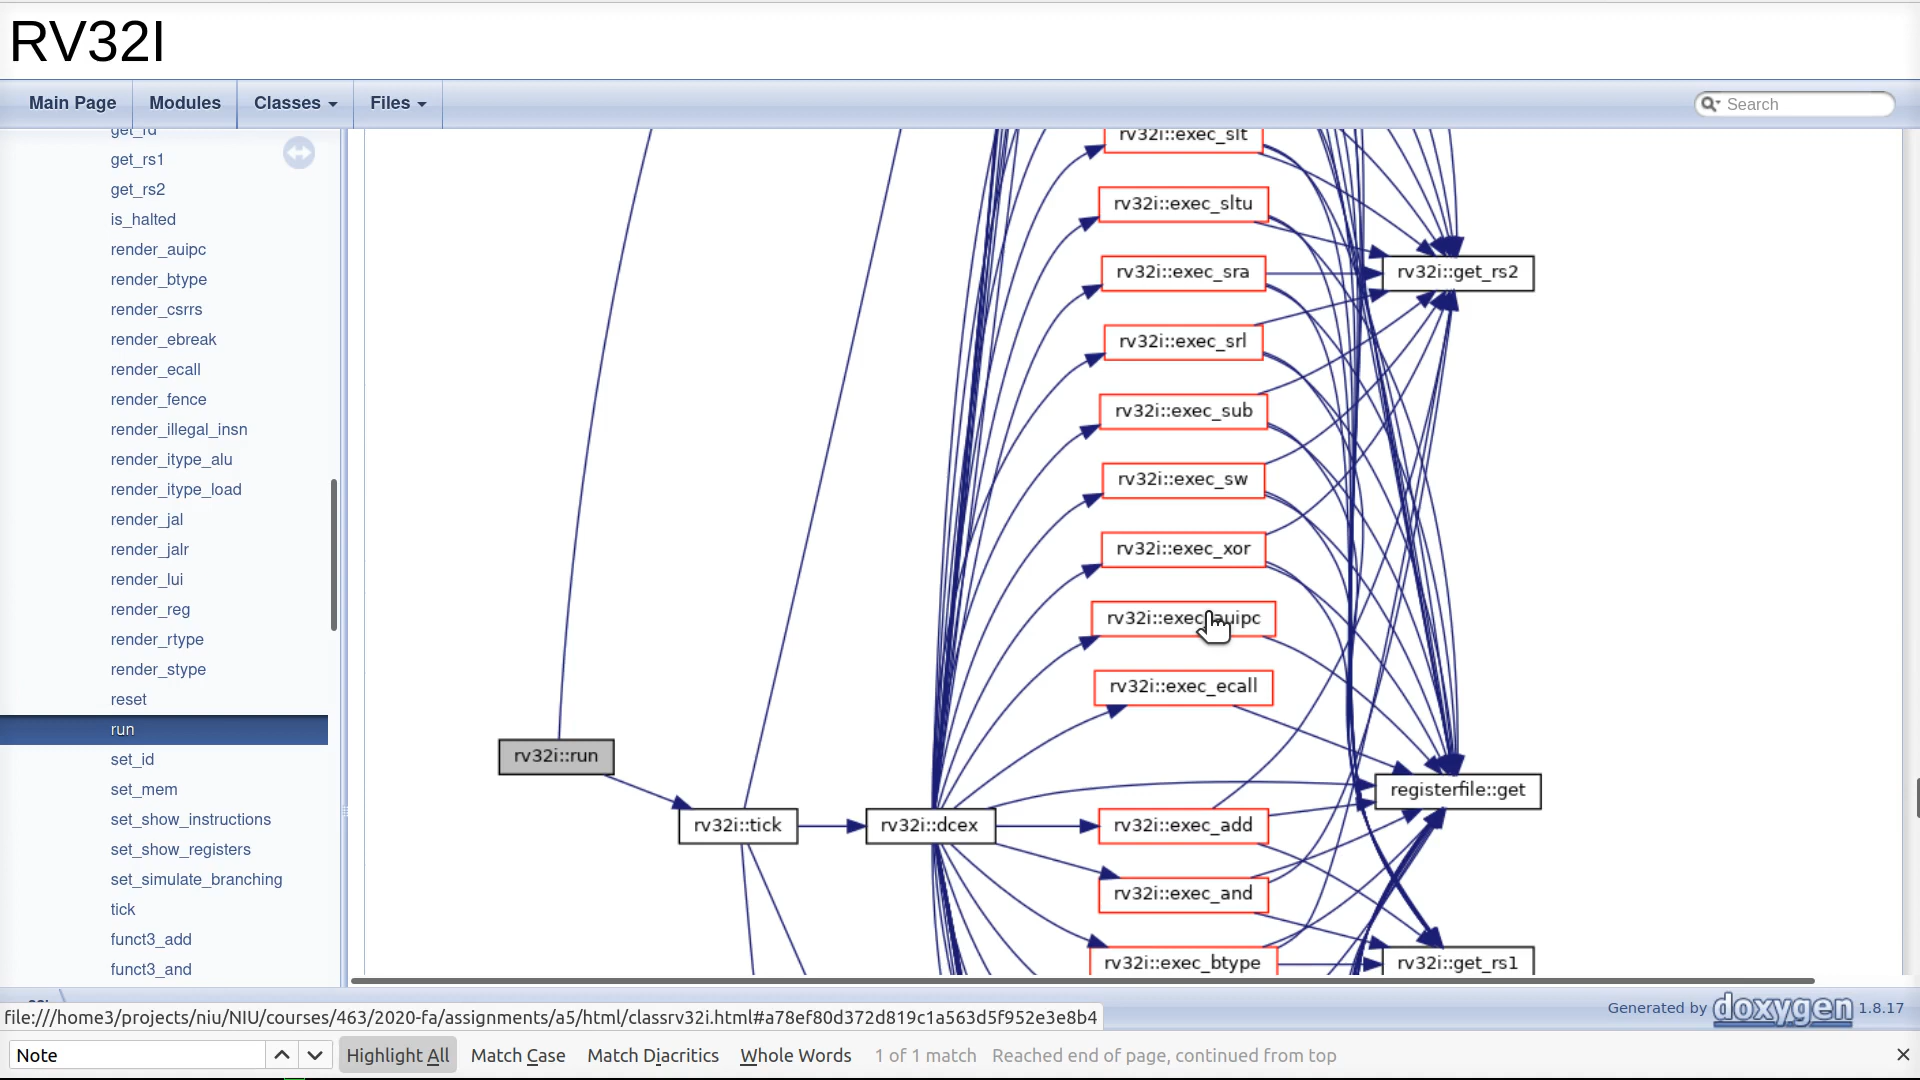 RV32I
Main Page
Modules
Classes
Files
Search
get_rd
get_rs1
get_rs2
is_halted
render_auipc
render_btype
render_csrrs
render_ebreak
render_ecall
render_fence
render_illegal_insn
render_itype_alu
render_itype_load
render_jal
render_jalr
render_lui
render_reg
render_rtype
render_stype
reset
run
set_id
set_mem
set_show_instructions
set_show_registers
set_simulate_branching
tick
funct3_add
funct3_and
rv32i::exec_slt
rv32i::exec_sltu
rv32i::exec_sra
rv32i::get_rs2
rv32i::exec_srl
rv32i::exec_sub
rv32i::exec_sw
rv32i::exec_xor
rv32i::exec_auipc
rv32i::exec_ecall
rv32i::run
registerfile::get
rv32i::tick
rv32i::dcex
rv32i::exec_add
rv32i::exec_and
rv32i::exec_btype
rv32i::get_rs1
Generated by doxygen 1.8.17
file:///home3/projects/niu/NIU/courses/463/2020-fa/assignments/a5/html/classrv32i.html#a78ef80d372d819c1a563d5f952e3e8b4
Note
Highlight All
Match Case
Match Diacritics
Whole Words
1 of 1 match
Reached end of page, continued from top